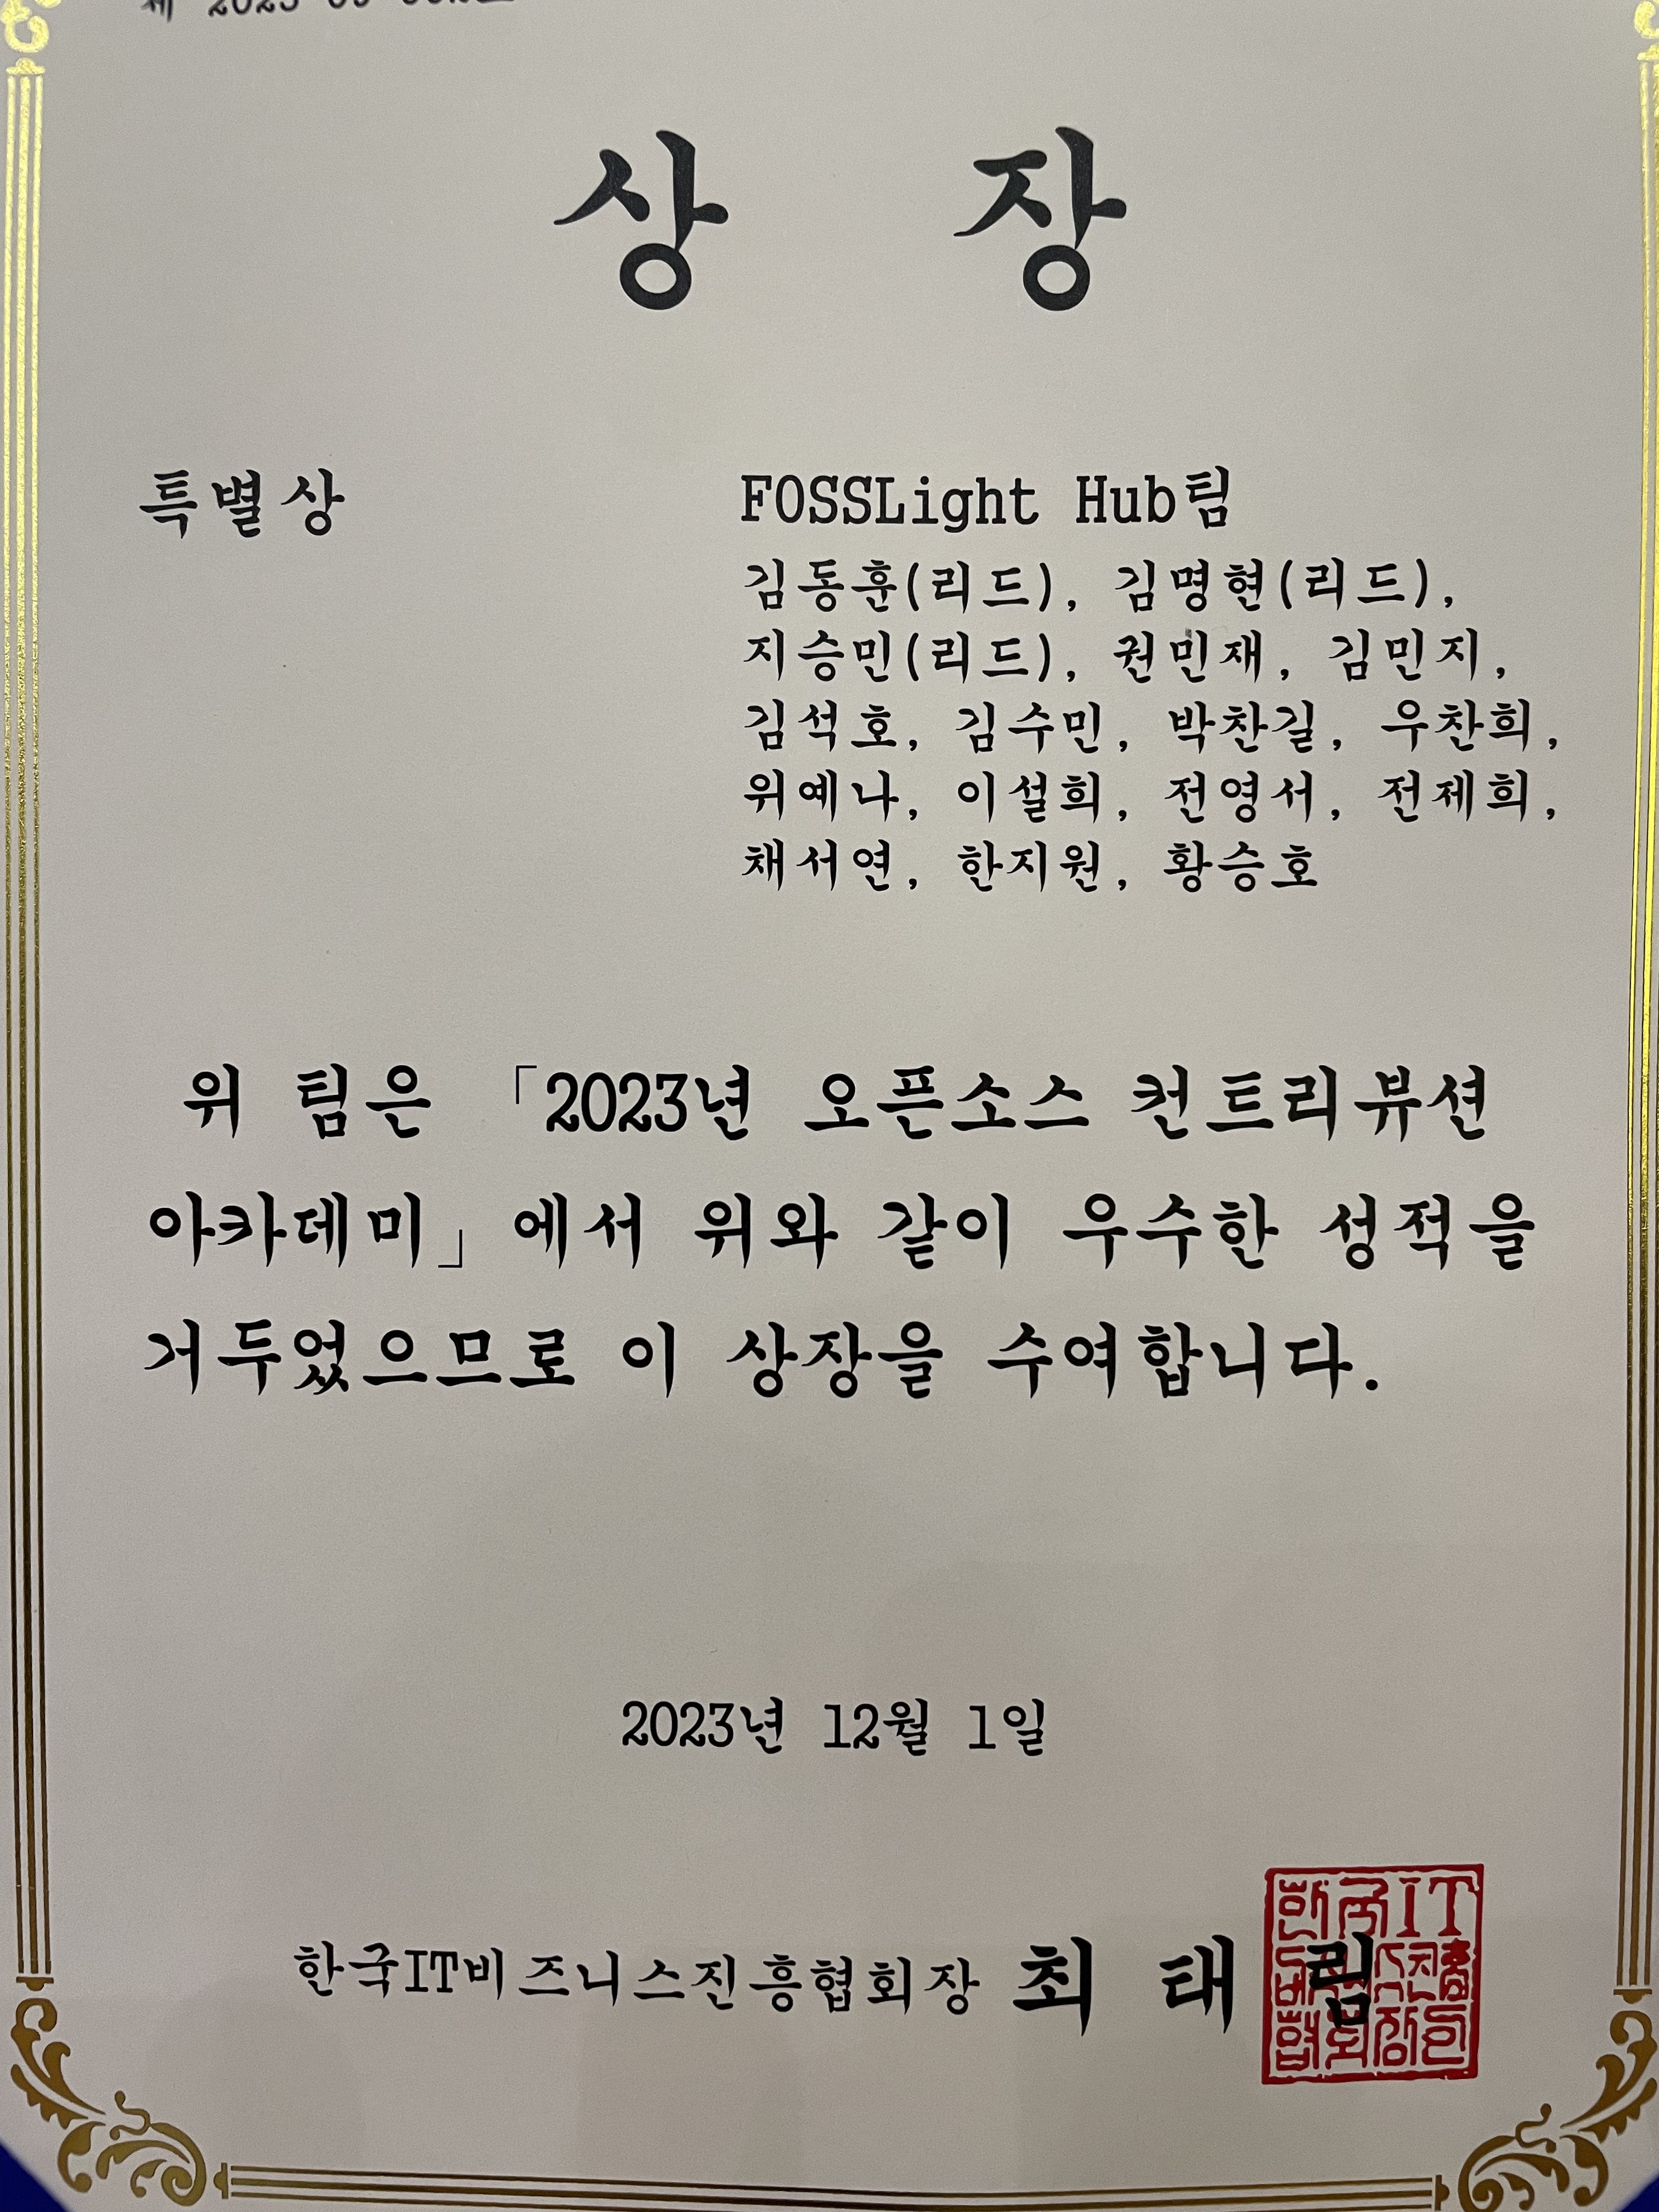 상 장
특별상
FOSSLight Hub팀
김동훈(리드), 김명현(리드),
지승민(리드), 권민재, 김민지,
김석호, 김수민, 박찬길, 우찬희,
위예나, 이설희, 전영서, 전제희,
채서연, 한지원, 황승호
위 팀은 「2023년 오픈소스 컨트리뷰션
아카데미」에서 위와 같이 우수한 성적을
거두었으므로 이 상장을 수여합니다.
2023년 12월 1일
한국IT비즈니스진흥협회장 최 태 림